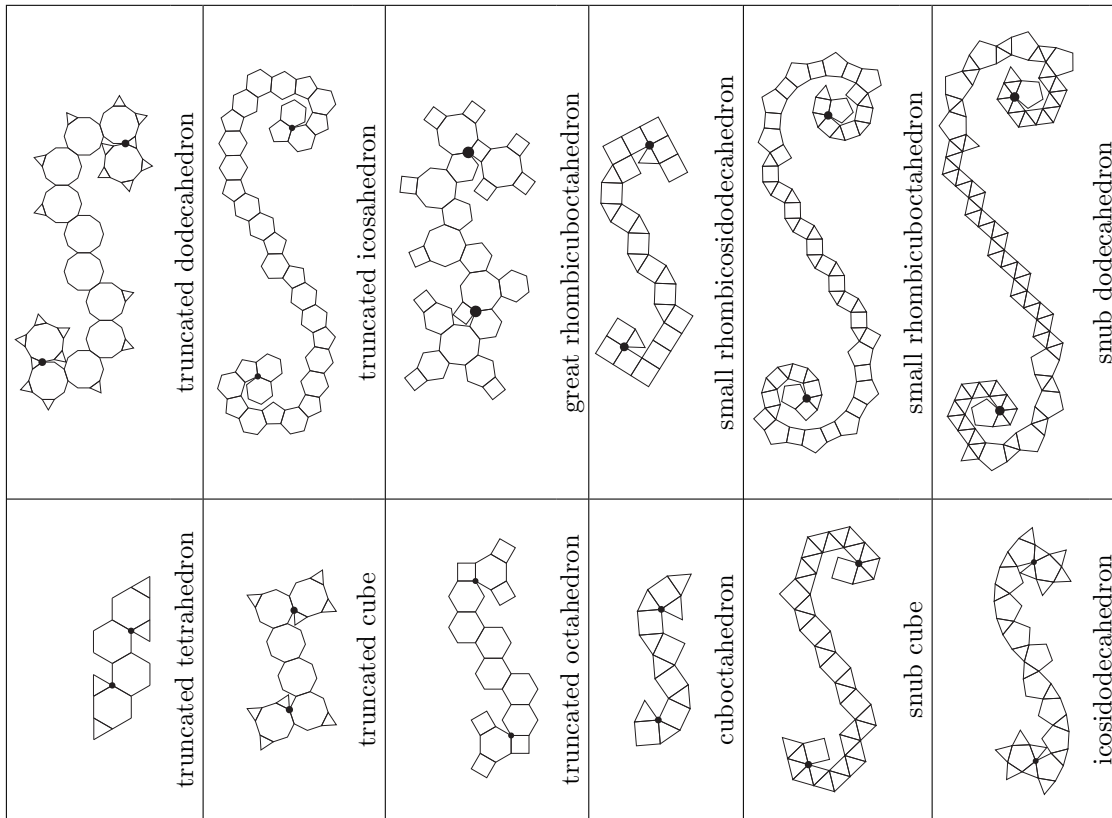 truncated tetrahedron
truncated cube
truncated octahedron
cuboctahedron
snub cube
icosidodecahedron
truncated dodecahedron
truncated icosahedron
great rhombicuboctahedron
small rhombicosidodecahedron
small rhombicuboctahedron
snub dodecahedron